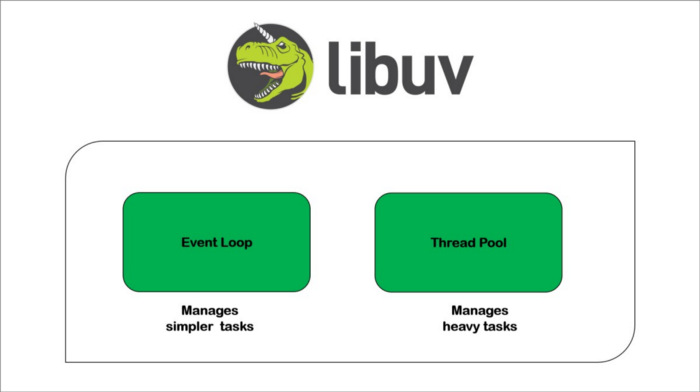 libuv
Event Loop
Thread Pool
Manages
simpler tasks
Manages
heavy tasks